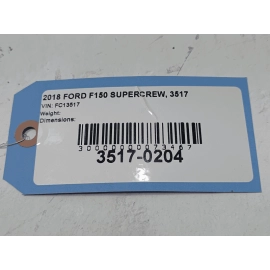 2018 FORD F150 SUPERCREW, 3517
VIN: FC13517
Weight:
Dimensions:
3517-0204